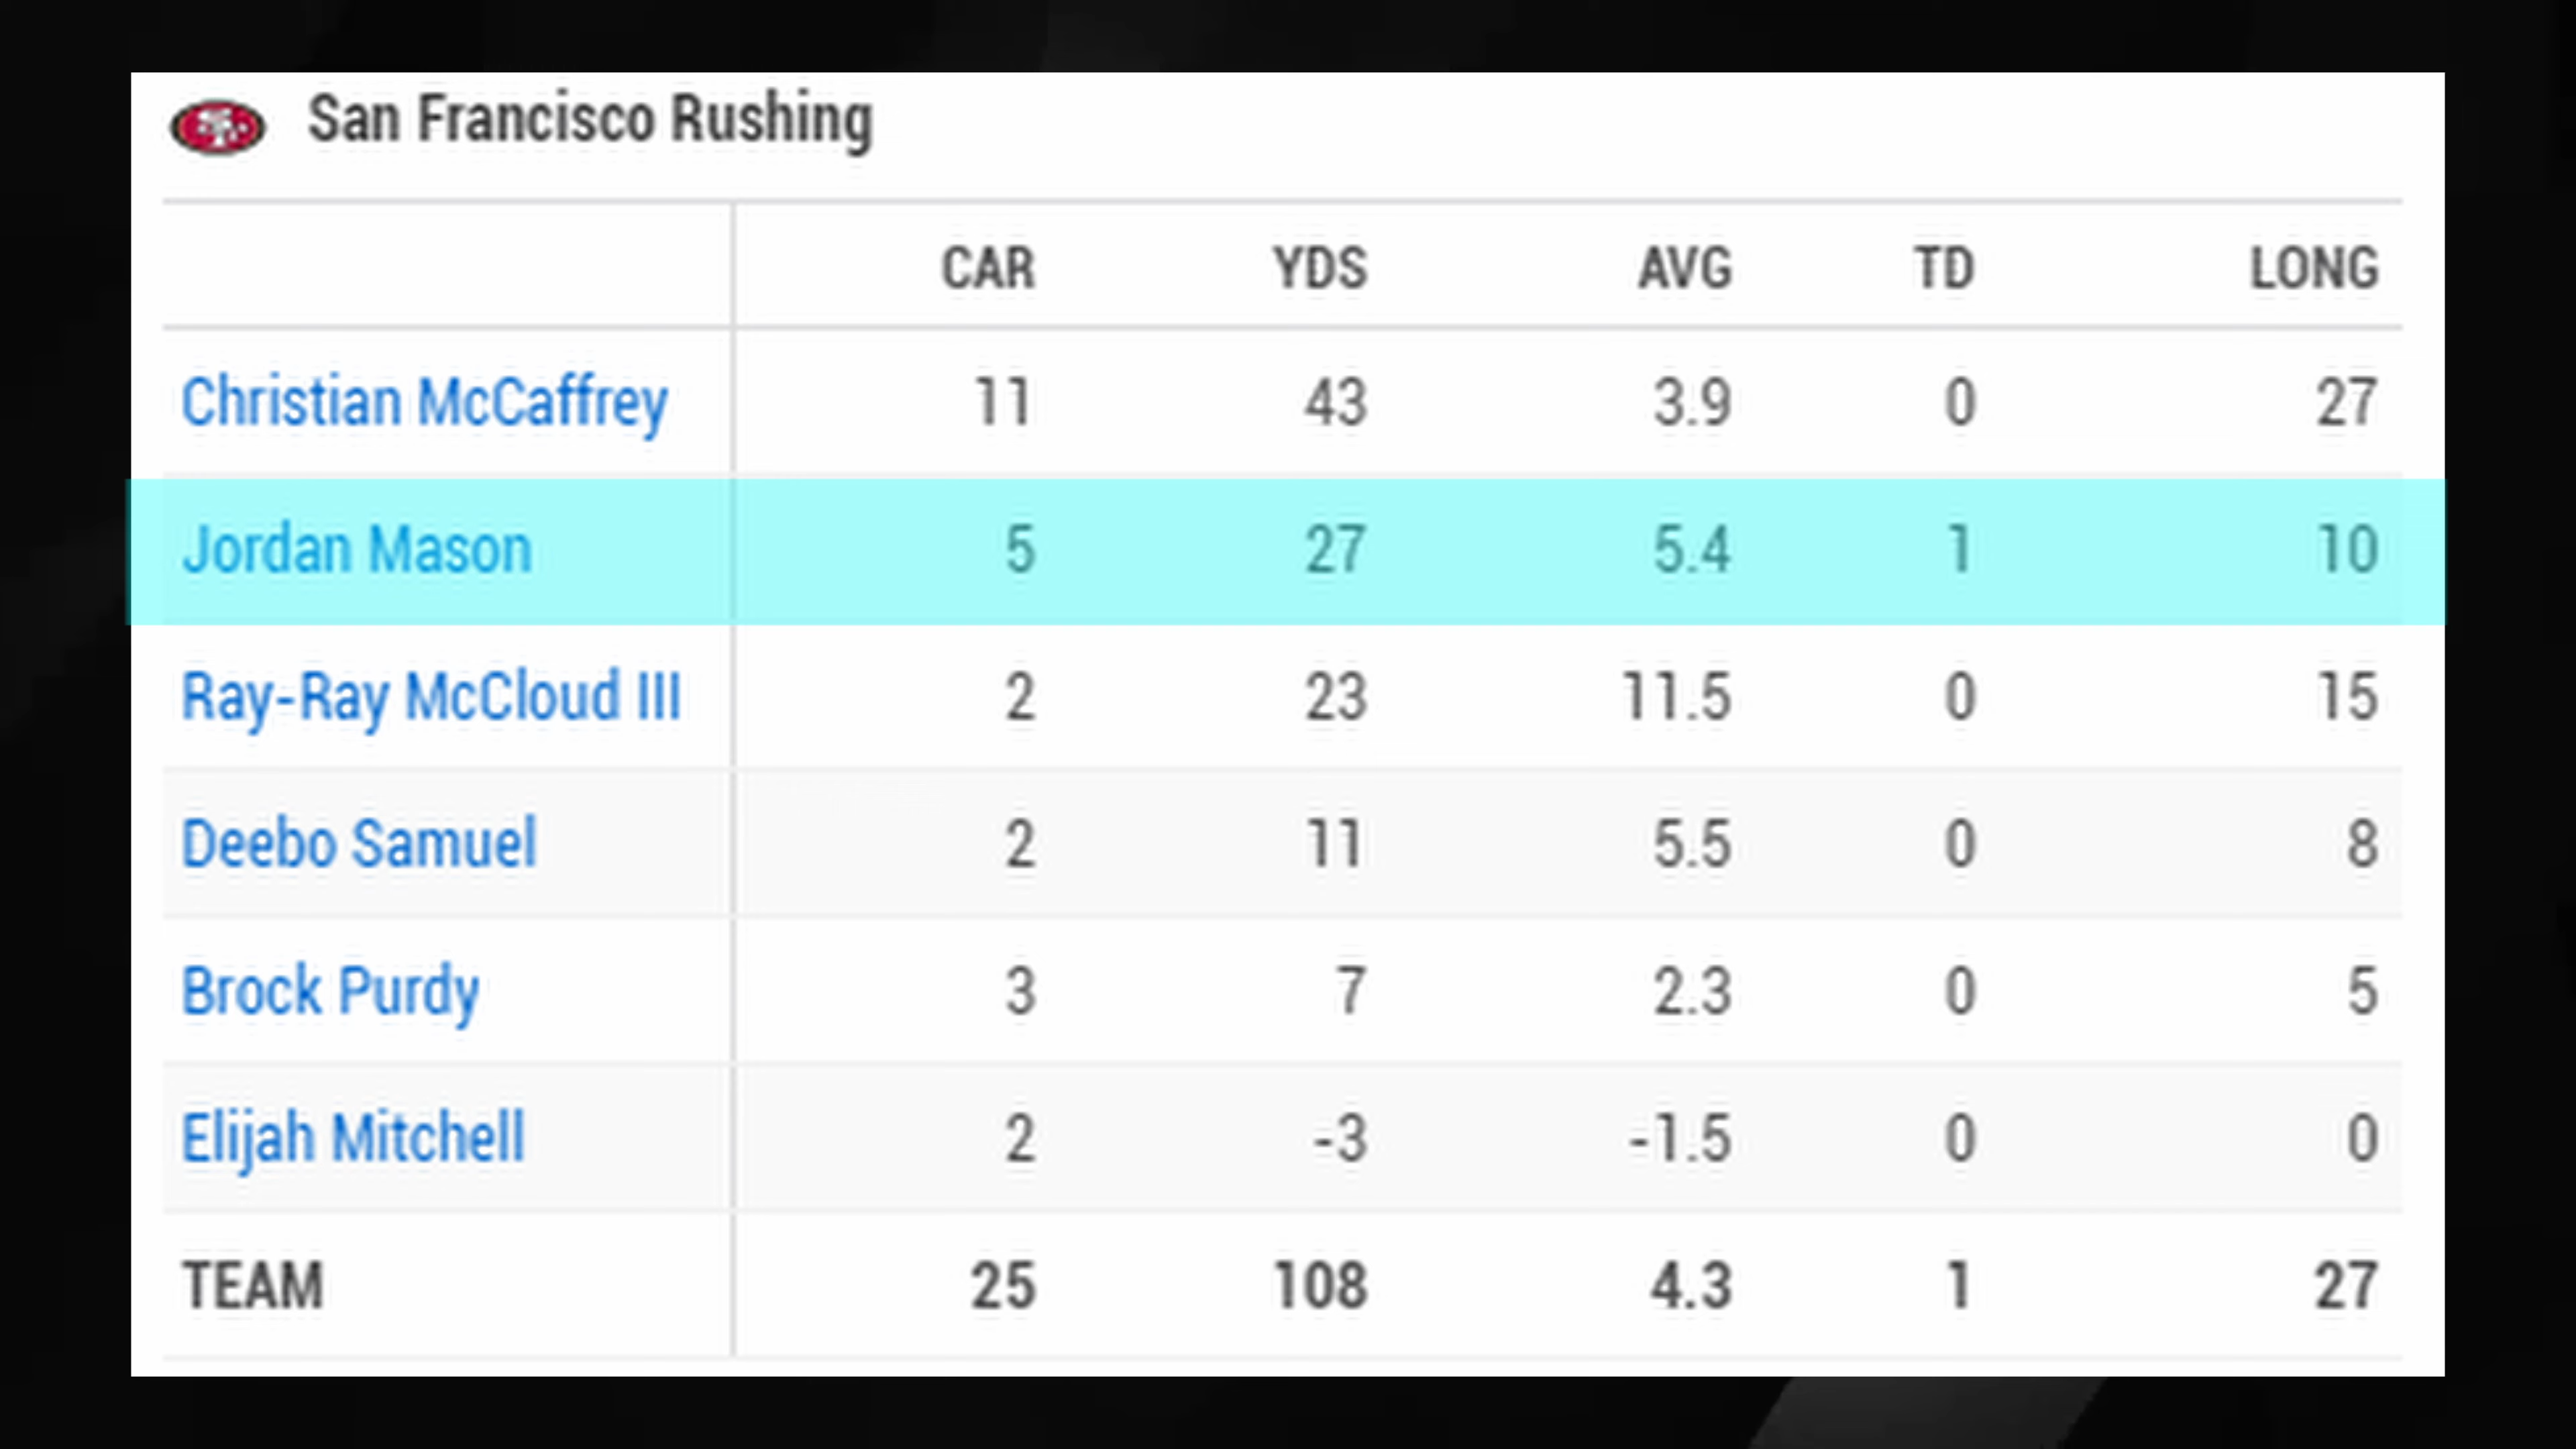 San Francisco Rushing
CAR YDS AVG TD LONG
Christian McCaffrey 11 43 3.9 0 27
Jordan Mason 5 27 5.4 1 10
Ray-Ray McCloud III 2 23 11.5 0 15
Deebo Samuel 2 11 5.5 0 8
Brock Purdy 3 7 2.3 0 5
Elijah Mitchell 2 -3 -1.5 0 0
TEAM 25 108 4.3 1 27